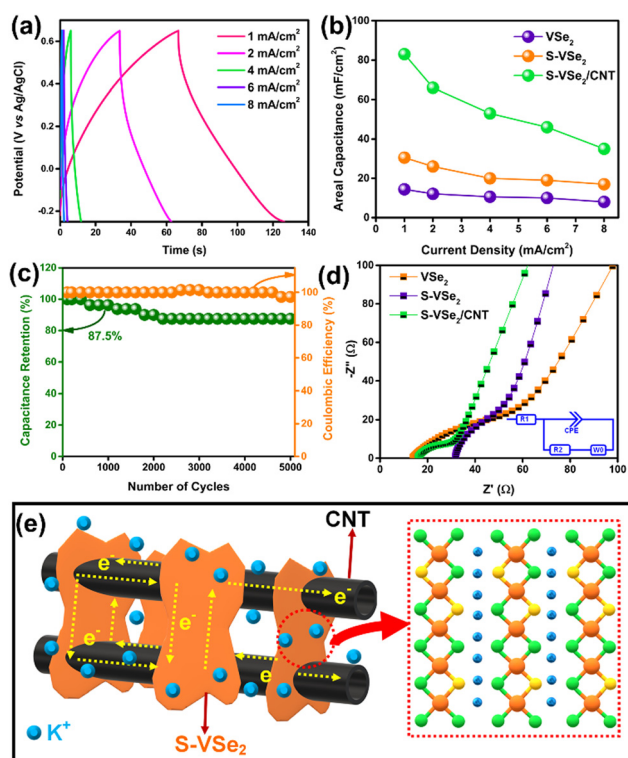 (a)
1 mA/cm²
2 mA/cm²
4 mA/cm²
6 mA/cm²
8 mA/cm²
Potential (V vs Ag/AgCl)
0.6
0.4
0.2
0.0
-0.2
0 20 40 60 80 100 120 140
Time (s)
(b)
VSe₂
S-VSe₂
S-VSe₂/CNT
Areal Capacitance (mF/cm²)
100
80
60
40
20
0
0 1 2 3 4 5 6 7 8
Current Density (mA/cm²)
(c)
Capacitance Retention (%)
120
100
80
60
40
20
0
87.5%
100
80
60
40
20
0
Coulombic Efficiency (%)
0 1000 2000 3000 4000 5000
Number of Cycles
(d)
VSe₂
S-VSe₂
S-VSe₂/CNT
-Z'' (Ω)
100
80
60
40
20
0
R1
CPE
R2
W0
0 20 40 60 80 100
Z' (Ω)
(e)
CNT
e⁻
e⁻
e⁻
e⁻
e⁻
e⁻
K⁺
S-VSe₂